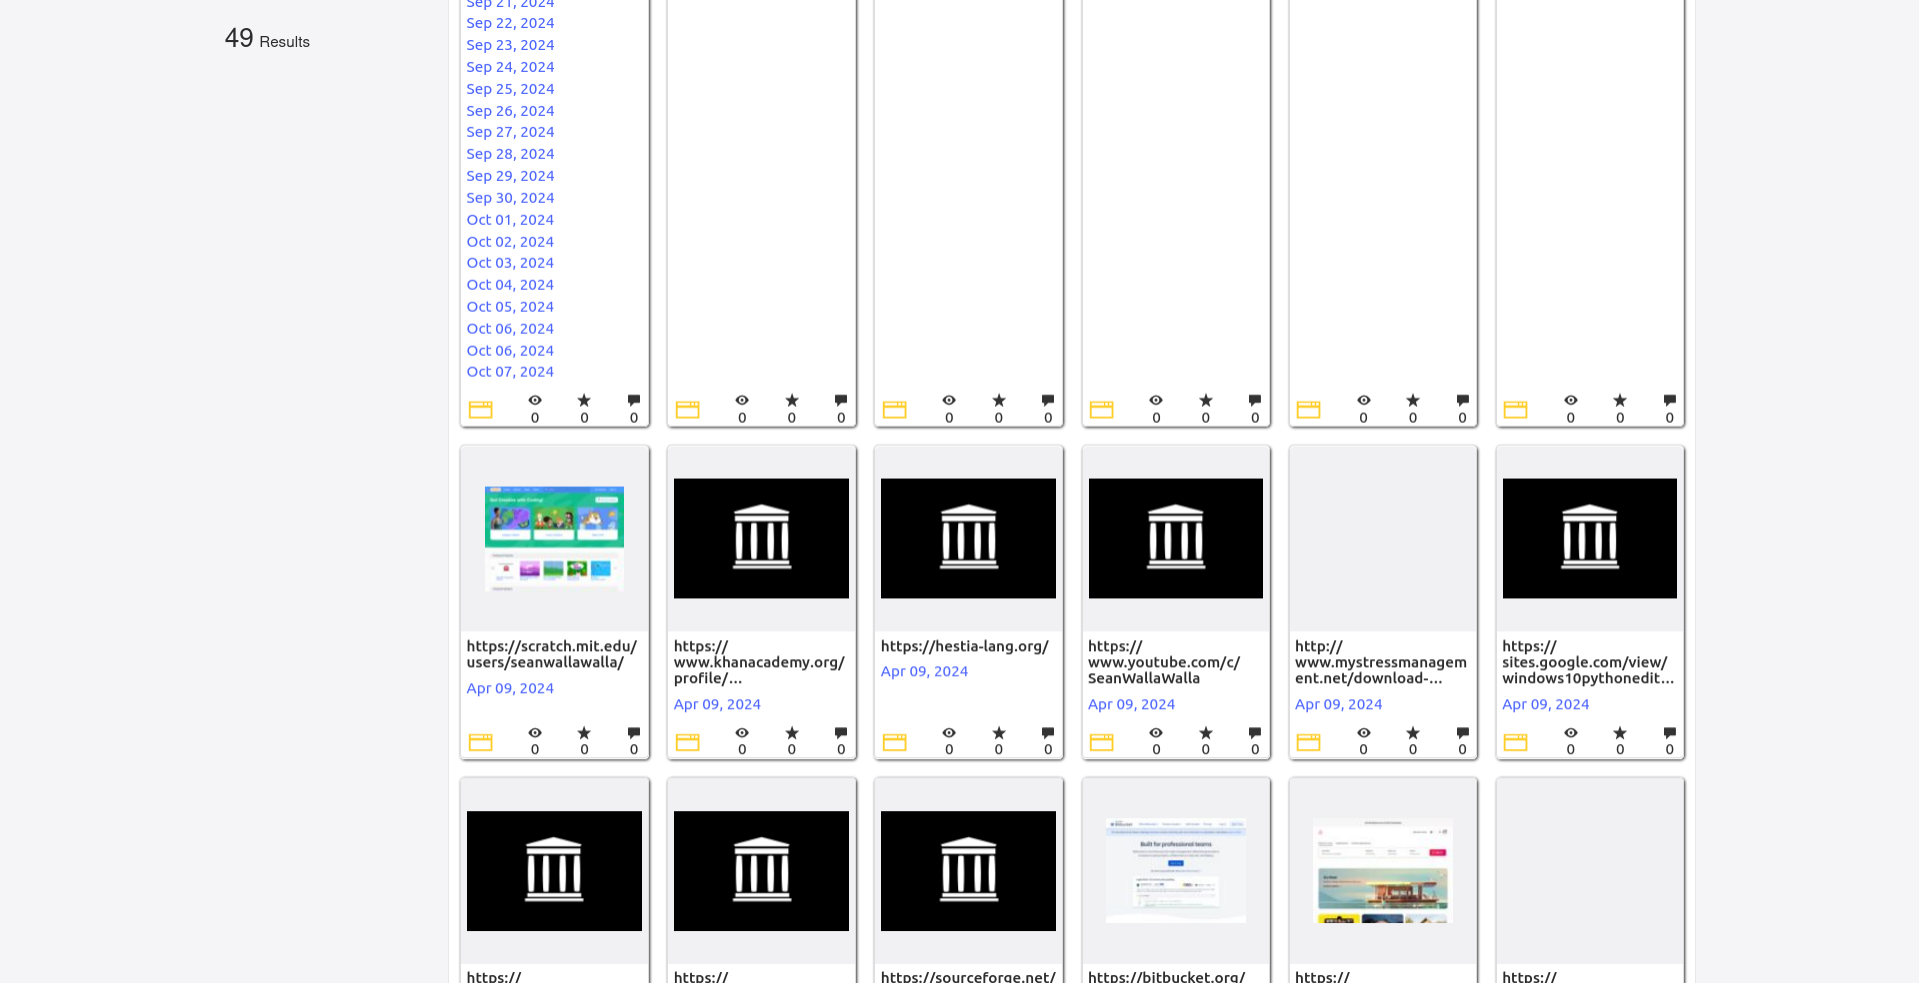 49 Results
Sep 21, 2024
Sep 22, 2024
Sep 23, 2024
Sep 24, 2024
Sep 25, 2024
Sep 26, 2024
Sep 27, 2024
Sep 28, 2024
Sep 29, 2024
Sep 30, 2024
Oct 01, 2024
Oct 02, 2024
Oct 03, 2024
Oct 04, 2024
Oct 05, 2024
Oct 06, 2024
Oct 06, 2024
Oct 07, 2024
0 0 0
0 0 0
0 0 0
0 0 0
0 0 0
0 0 0
https://scratch.mit.edu/
users/seanwallawalla/
Apr 09, 2024
0 0 0
https://
www.khanacademy.org/
profile/...
Apr 09, 2024
0 0 0
https://hestia-lang.org/
Apr 09, 2024
0 0 0
https://
www.youtube.com/c/
SeanWallaWalla
Apr 09, 2024
0 0 0
http://
www.mystressmanagem
ent.net/download-...
Apr 09, 2024
0 0 0
https://
sites.google.com/view/
windows10pythonedit...
Apr 09, 2024
0 0 0
https://
https://
https://sourceforge.net/
Built for professional teams
https://bitbucket.org/
https://
https://